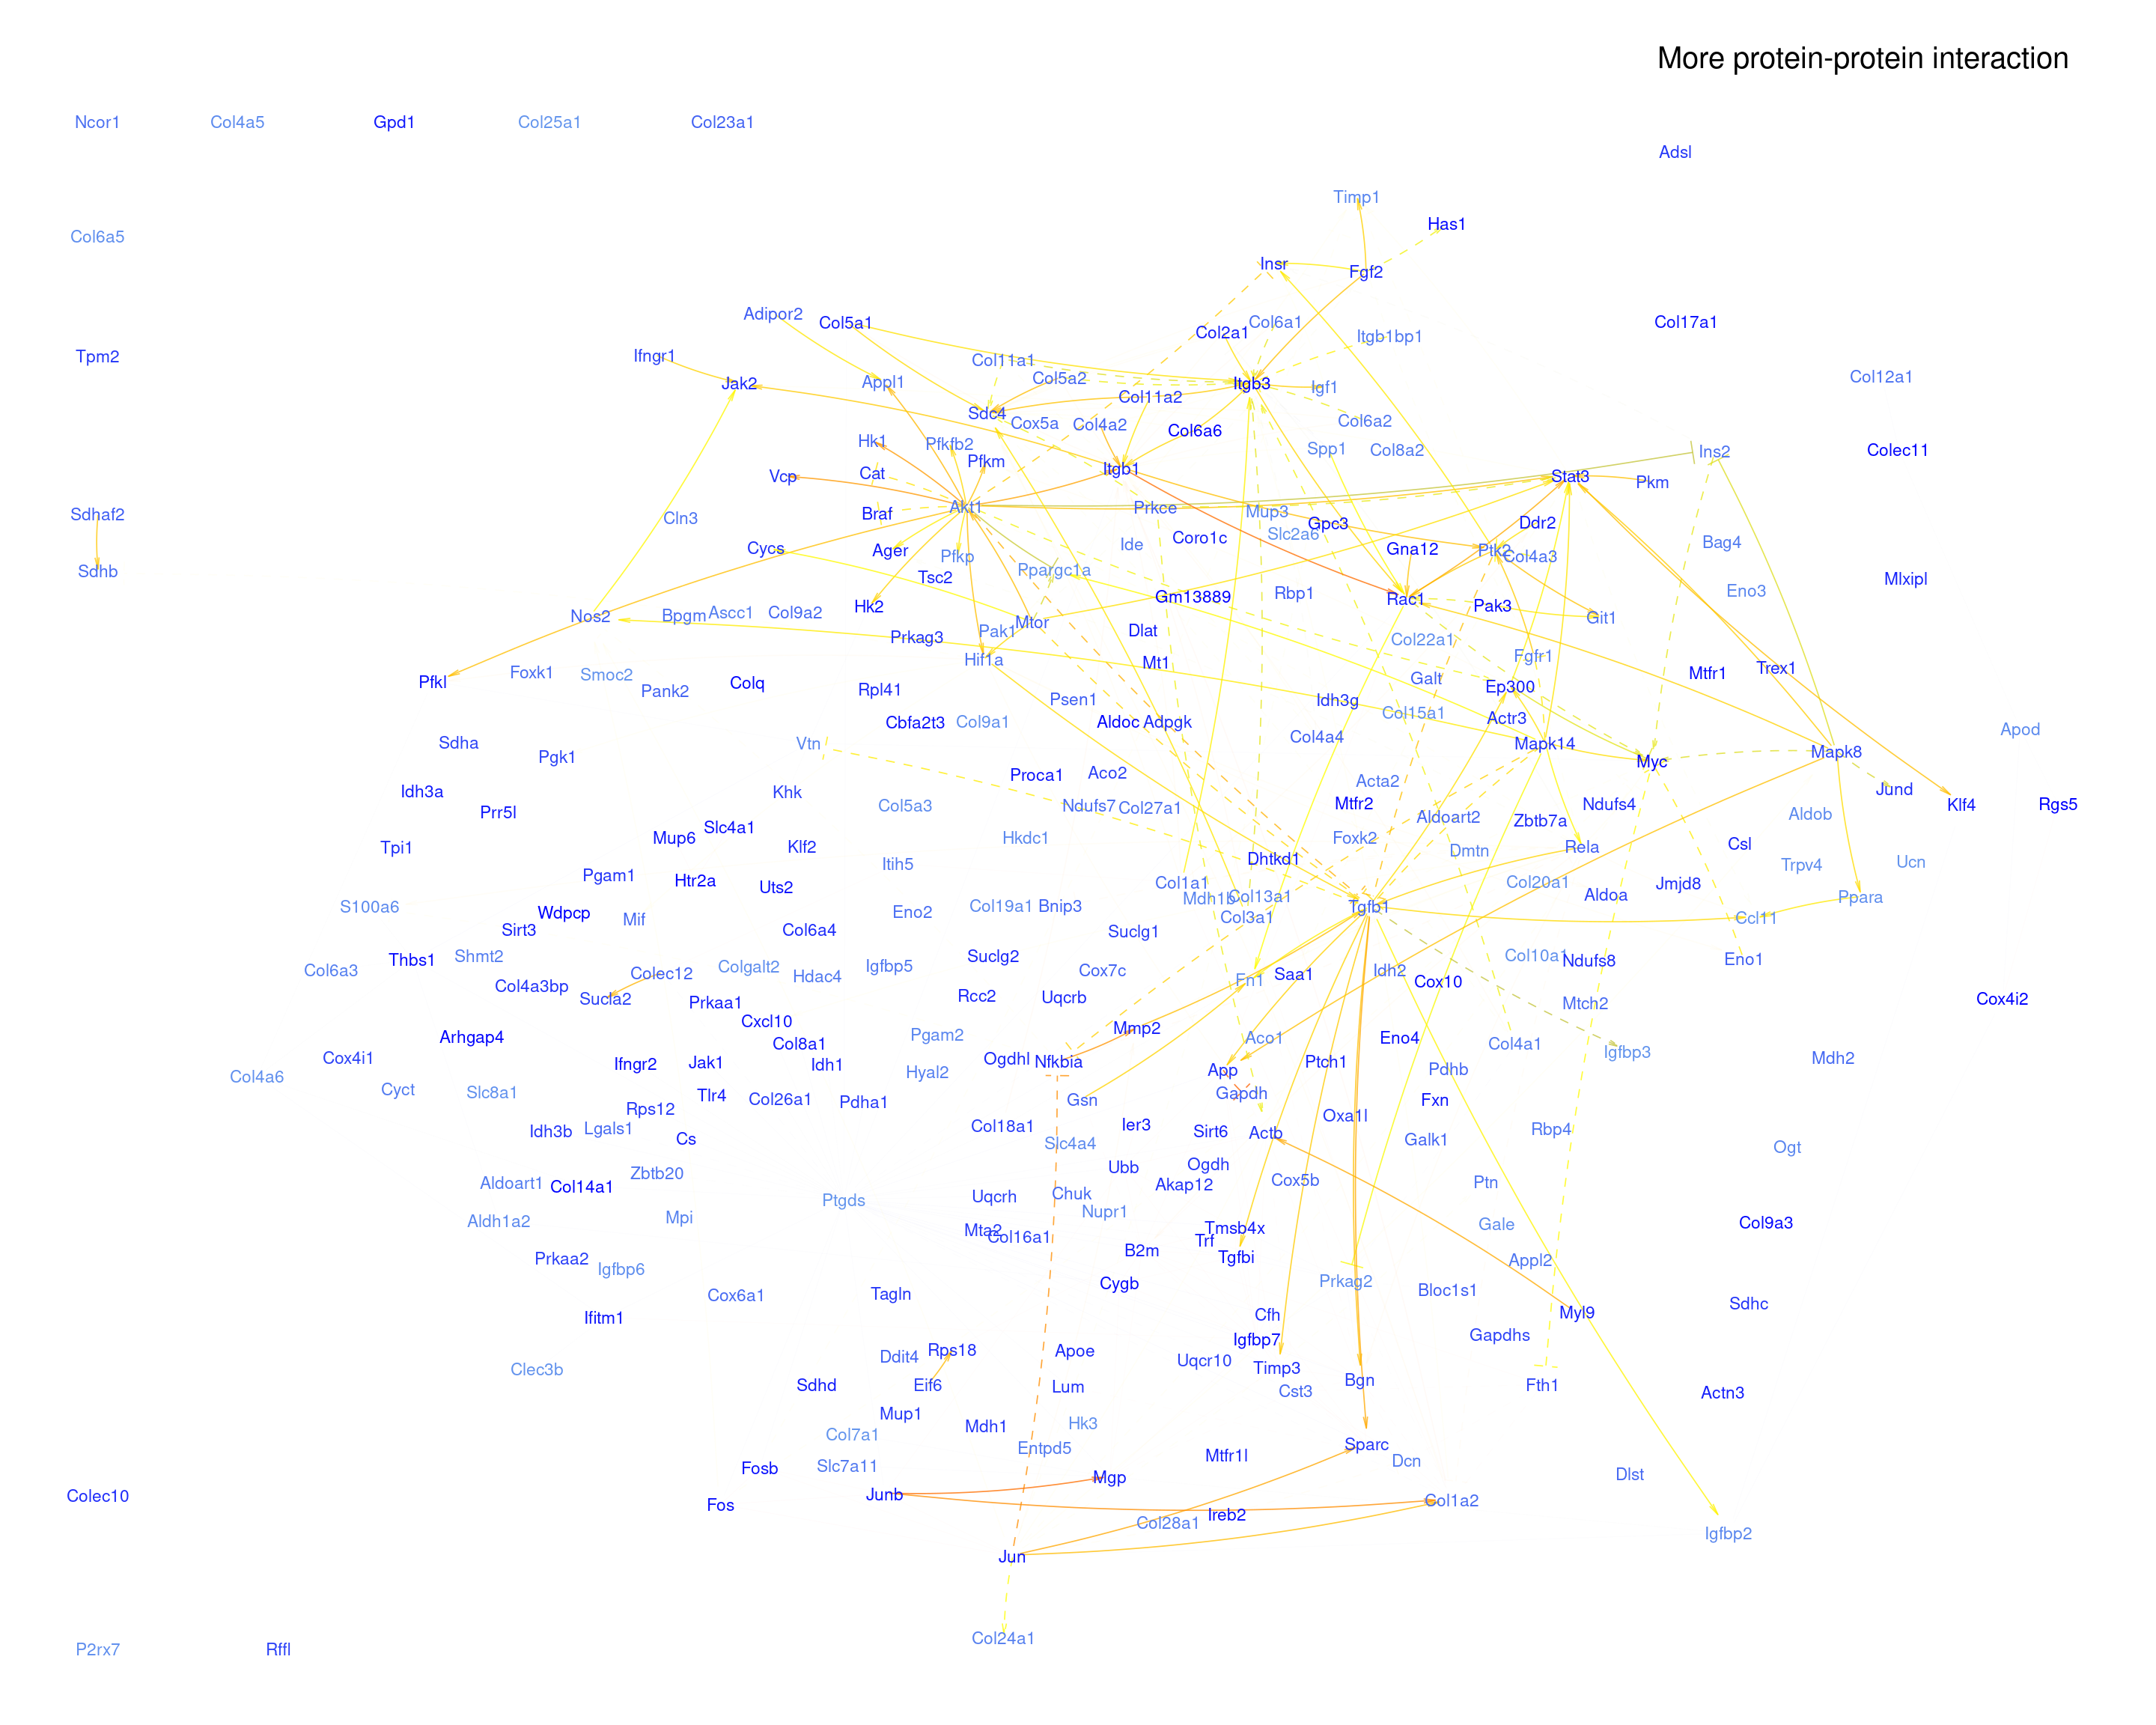 More protein-protein interaction
Ncor1 Col4a5 Gpd1 Col25a1 Col23a1
Adsl
Timp1
Has1
Col6a5
Insr Fgf2
Adipor2 Col5a1 Col2a1 Col6a1 Col17a1
Itgb1bp1
Tpm2 Ifngr1 Col11a1
Jak2 Appl1 Col5a2 Itgb3 Igf1 Col12a1
Col11a2
Sdc4 Cox5a Col4a2 Col6a6 Col6a2
Hk1 Pfkfb2 Spp1 Col8a2 Ins2 Colec11
Vcp Cat Pfkm Itgb1 Stat3 Pkm
Sdhaf2 Cln3 Braf Akt1 Prkce Mup3 Gpc3 Ddr2
Slc2a6
Cycs Ager Pfkp Ide Coro1c Gna12 Ptk2 Col4a3 Bag4
Sdhb Tsc2 Ppargc1a Mlxipl
Rbp1 Eno3
Nos2 Bpgm Ascc1 Col9a2 Hk2 Mtor Gm13889 Rac1 Pak3 Git1
Prkag3 Pak1 Dlat Col22a1
Pfkl Foxk1 Smoc2 Hif1a Mt1 Fgfr1 Mtfr1 Trex1
Pank2 Colq Rpl41 Psen1 Idh3g Galt Ep300
Cbfa2t3 Col9a1 Aldoc Adpgk Col15a1 Actr3 Apod
Sdha Pgk1 Vtn Col4a4 Mapk14 Myc Mapk8
Idh3a Khk Proca1 Aco2 Acta2 Jund
Prr5l Col5a3 Ndufs7 Col27a1 Mtfr2 Ndufs4 Klf4 Rgs5
Tpi1 Mup6 Slc4a1 Klf2 Hkdc1 Foxk2 Aldoart2 Zbtb7a Aldob
Dmtn Rela Csl
Pgam1 Htr2a Uts2 Itih5 Dhtkd1 Trpv4 Ucn
Col1a1 Col20a1 Jmjd8
S100a6 Wdpcp Mif Eno2 Col19a1 Bnip3 Mdh1b Col13a1 Tgfb1 Aldoa Ppara
Sirt3 Col6a4 Suclg1 Col3a1 Ccl11
Col6a3 Thbs1 Shmt2 Colec12 Colgalt2 Hdac4 Igfbp5 Suclg2 Cox7c Fn1 Saa1 Idh2 Col10a1 Ndufs8 Eno1
Col4a3bp Sucla2 Prkaa1 Rcc2 Uqcrb Cox10 Mtch2 Cox4i2
Arhgap4 Cxcl10 Col8a1 Pgam2 Mmp2 Aco1 Eno4 Col4a1 Igfbp3
Cox4i1 Ifngr2 Jak1 Idh1 Ogdhl Nfkbia App Ptch1 Pdhb Mdh2
Col4a6 Cyct Slc8a1 Tlr4 Col26a1 Pdha1 Hyal2 Gsn Gapdh Fxn
Idh3b Lgals1 Rps12 Cs Col18a1 Slc4a4 Ier3 Sirt6 Actb Oxa1l Galk1 Rbp4 Ogt
Aldoart1 Col14a1 Zbtb20 Ptgds Uqcrh Chuk Ubb Ogdh Akap12 Cox5b Ptn
Aldh1a2 Mpi Mta2 Col16a1 Nupr1 Tmsb4x Gale Col9a3
Prkaa2 Igfbp6 B2m Trf Tgfbi Appl2
Cox6a1 Tagln Cygb Prkag2 Bloc1s1 Sdhc
Ifitm1 Cfh Igfbp7 Gapdhs Myl9
Clec3b Ddit4 Rps18 Apoe Uqcr10 Timp3
Sdhd Eif6 Lum Cst3 Bgn Fth1 Actn3
Mup1 Mdh1 Hk3
Col7a1 Entpd5 Mtfr1l Sparc
Fosb Slc7a11 Mgp Dcn Dlst
Colec10 Fos Junb Ireb2 Col1a2
Col28a1 Igfbp2
Jun
P2rx7 Rffl Col24a1